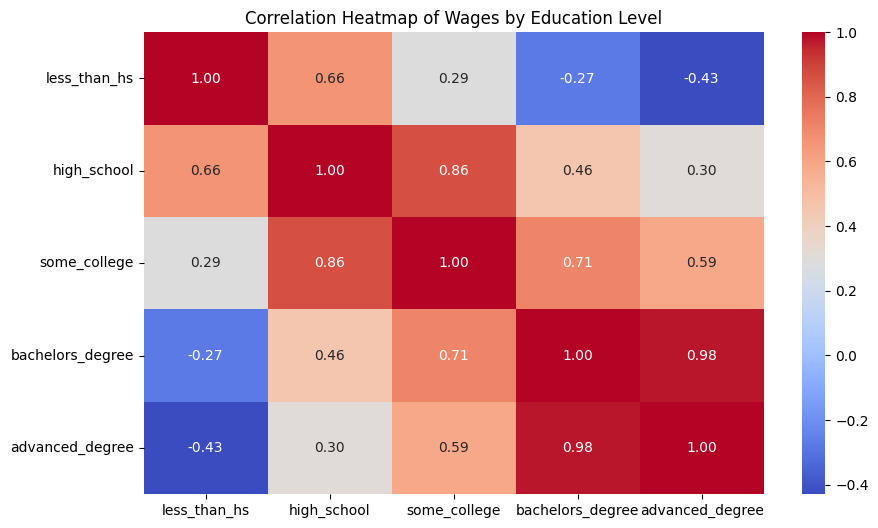 Correlation Heatmap of Wages by Education Level
less_than_hs 1.00 0.66 0.29 -0.27 -0.43
high_school 0.66 1.00 0.86 0.46 0.30
some_college 0.29 0.86 1.00 0.71 0.59
bachelors_degree -0.27 0.46 0.71 1.00 0.98
advanced_degree -0.43 0.30 0.59 0.98 1.00
less_than_hs high_school some_college bachelors_degree advanced_degree
1.0
0.8
0.6
0.4
0.2
0.0
−0.2
−0.4